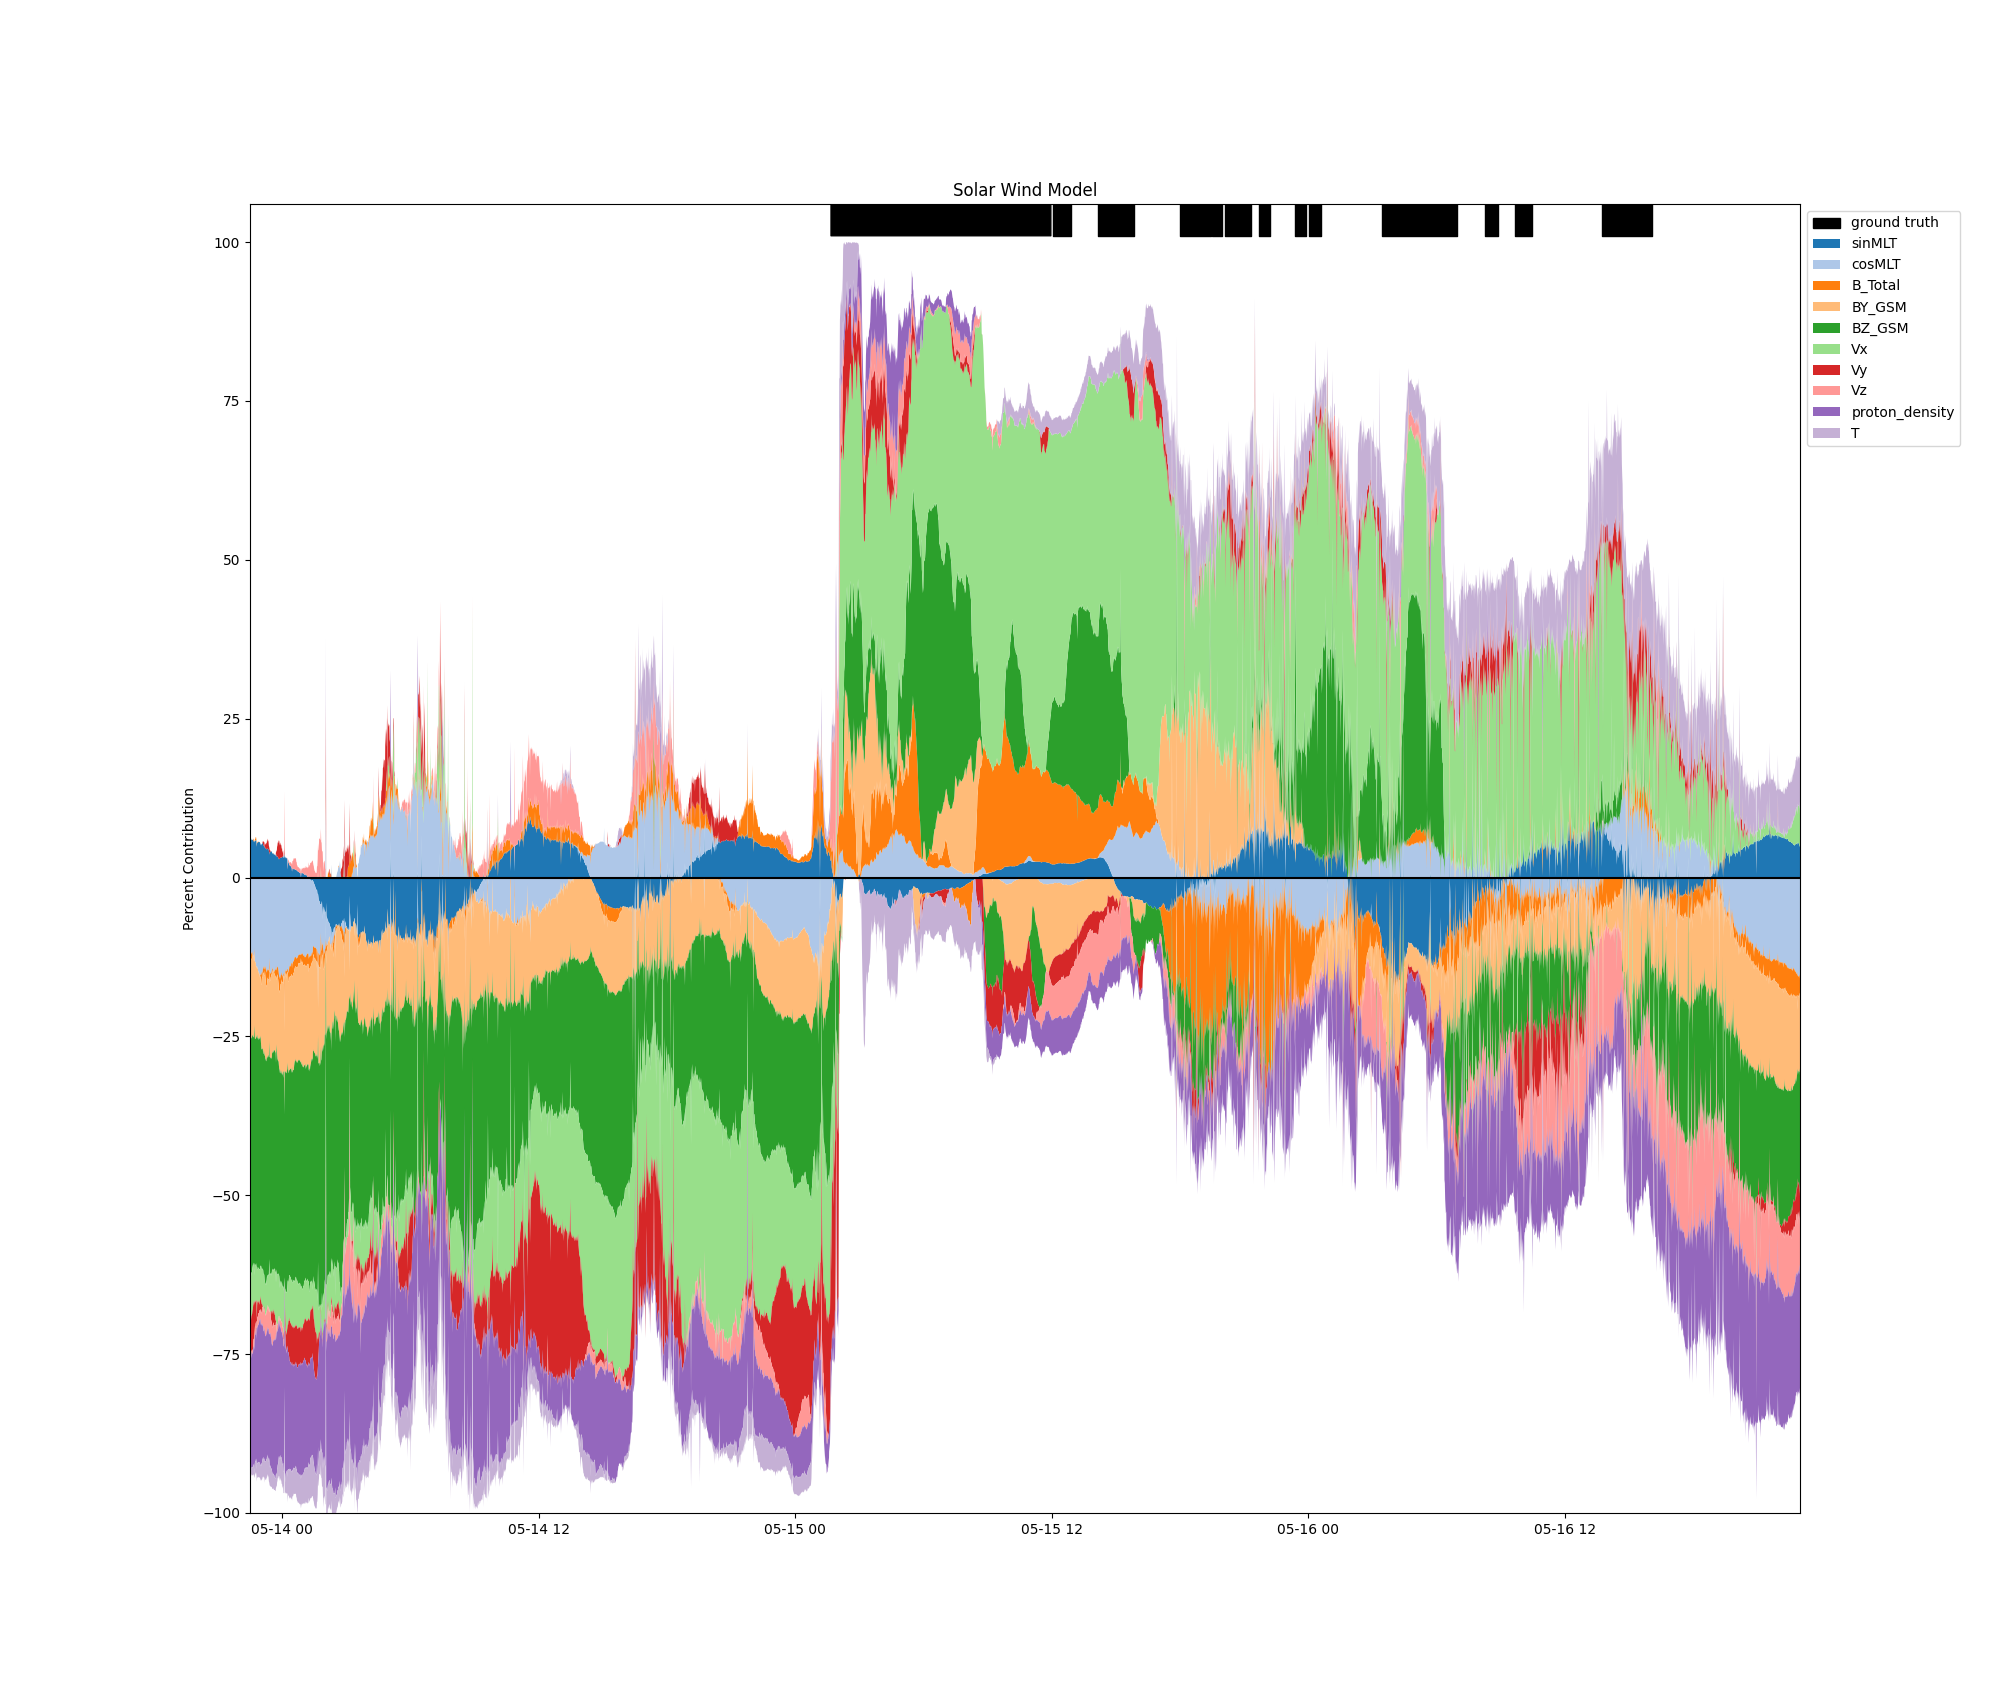 Solar Wind Model
100
75
50
25
0
−25
−50
−75
−100
Percent Contribution
05-14 00
05-14 12
05-15 00
05-15 12
05-16 00
05-16 12
ground truth
sinMLT
cosMLT
B_Total
BY_GSM
BZ_GSM
Vx
Vy
Vz
proton_density
T